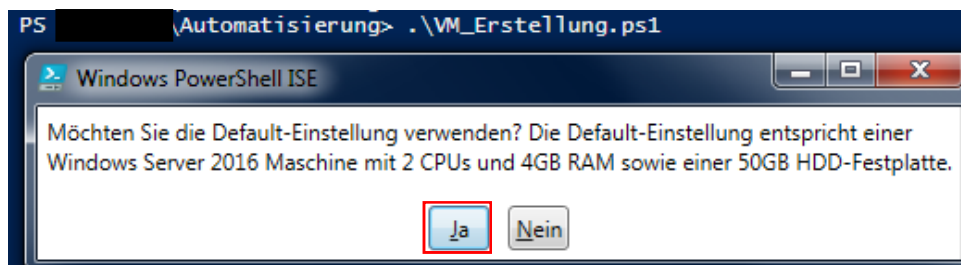 PS \Automatisierung> .\VM_Erstellung.ps1
Windows PowerShell ISE
Möchten Sie die Default-Einstellung verwenden? Die Default-Einstellung entspricht einer
Windows Server 2016 Maschine mit 2 CPUs und 4GB RAM sowie einer 50GB HDD-Festplatte.
Ja Nein